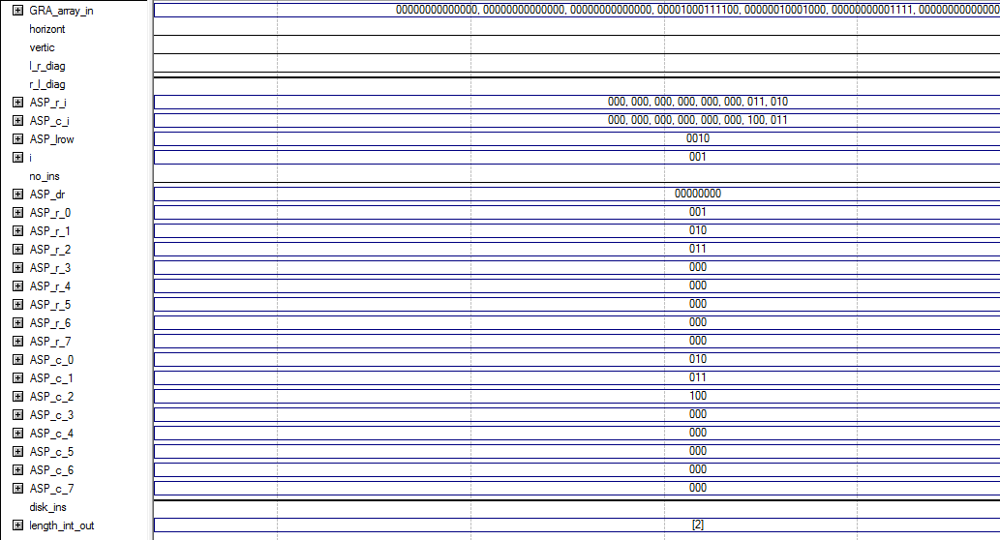 GRA_array_in 00000000000000, 00000000000000, 00000000000000, 00001000111100, 00000010001000, 00000000001111, 00000000000000
horizont
vertic
l_r_diag
r_l_diag
ASP_r_i 000, 000, 000, 000, 000, 000, 011, 010
ASP_c_i 000, 000, 000, 000, 000, 000, 100, 011
ASP_lrow 0010
i 001
no_ins
ASP_dr 00000000
ASP_r_0 001
ASP_r_1 010
ASP_r_2 011
ASP_r_3 000
ASP_r_4 000
ASP_r_5 000
ASP_r_6 000
ASP_r_7 000
ASP_c_0 010
ASP_c_1 011
ASP_c_2 100
ASP_c_3 000
ASP_c_4 000
ASP_c_5 000
ASP_c_6 000
ASP_c_7 000
disk_ins
length_int_out [2]